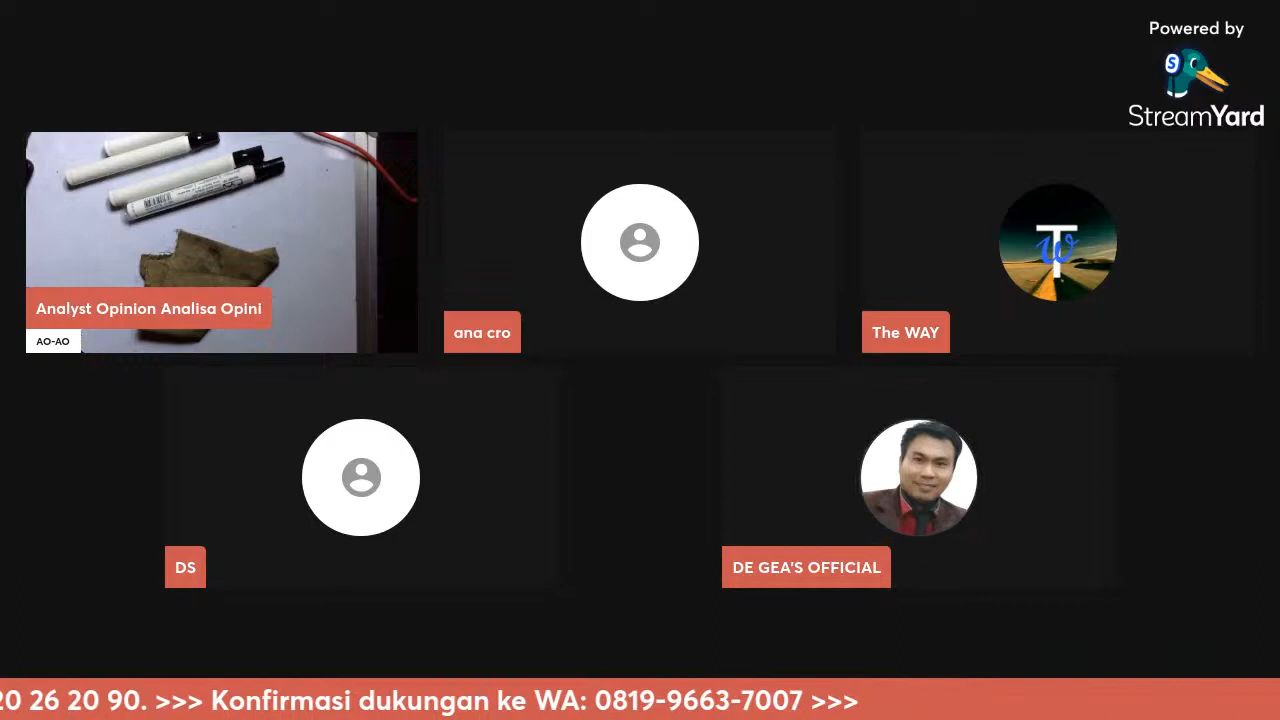 Powered by
StreamYard
Analyst Opinion Analisa Opini
AO-AO
ana cro
T
w
The WAY
DS
DE GEA'S OFFICIAL
20 26 20 90. >>> Konfirmasi dukungan ke WA: 0819-9663-7007 >>>